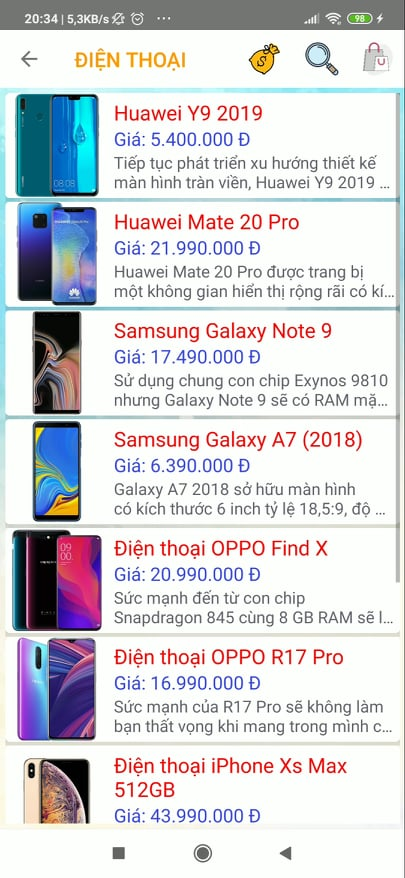 20:34 | 5,3KB/s
98
ĐIỆN THOẠI
Huawei Y9 2019
Giá: 5.400.000 Đ
Tiếp tục phát triển xu hướng thiết kế
màn hình tràn viền, Huawei Y9 2019 ...
Huawei Mate 20 Pro
Giá: 21.990.000 Đ
Huawei Mate 20 Pro được trang bị
một không gian hiển thị rộng rãi có kí...
Samsung Galaxy Note 9
Giá: 17.490.000 Đ
Sử dụng chung con chip Exynos 9810
nhưng Galaxy Note 9 sẽ có RAM mặ...
Samsung Galaxy A7 (2018)
Giá: 6.390.000 Đ
Galaxy A7 2018 sở hữu màn hình
có kích thước 6 inch tỷ lệ 18,5:9, độ ...
Điện thoại OPPO Find X
Giá: 20.990.000 Đ
Sức mạnh đến từ con chip
Snapdragon 845 cùng 8 GB RAM sẽ l...
Điện thoại OPPO R17 Pro
Giá: 16.990.000 Đ
Sức mạnh của R17 Pro sẽ không làm
bạn thất vọng khi mang trong mình c...
Điện thoại iPhone Xs Max
512GB
Giá: 43.990.000 Đ